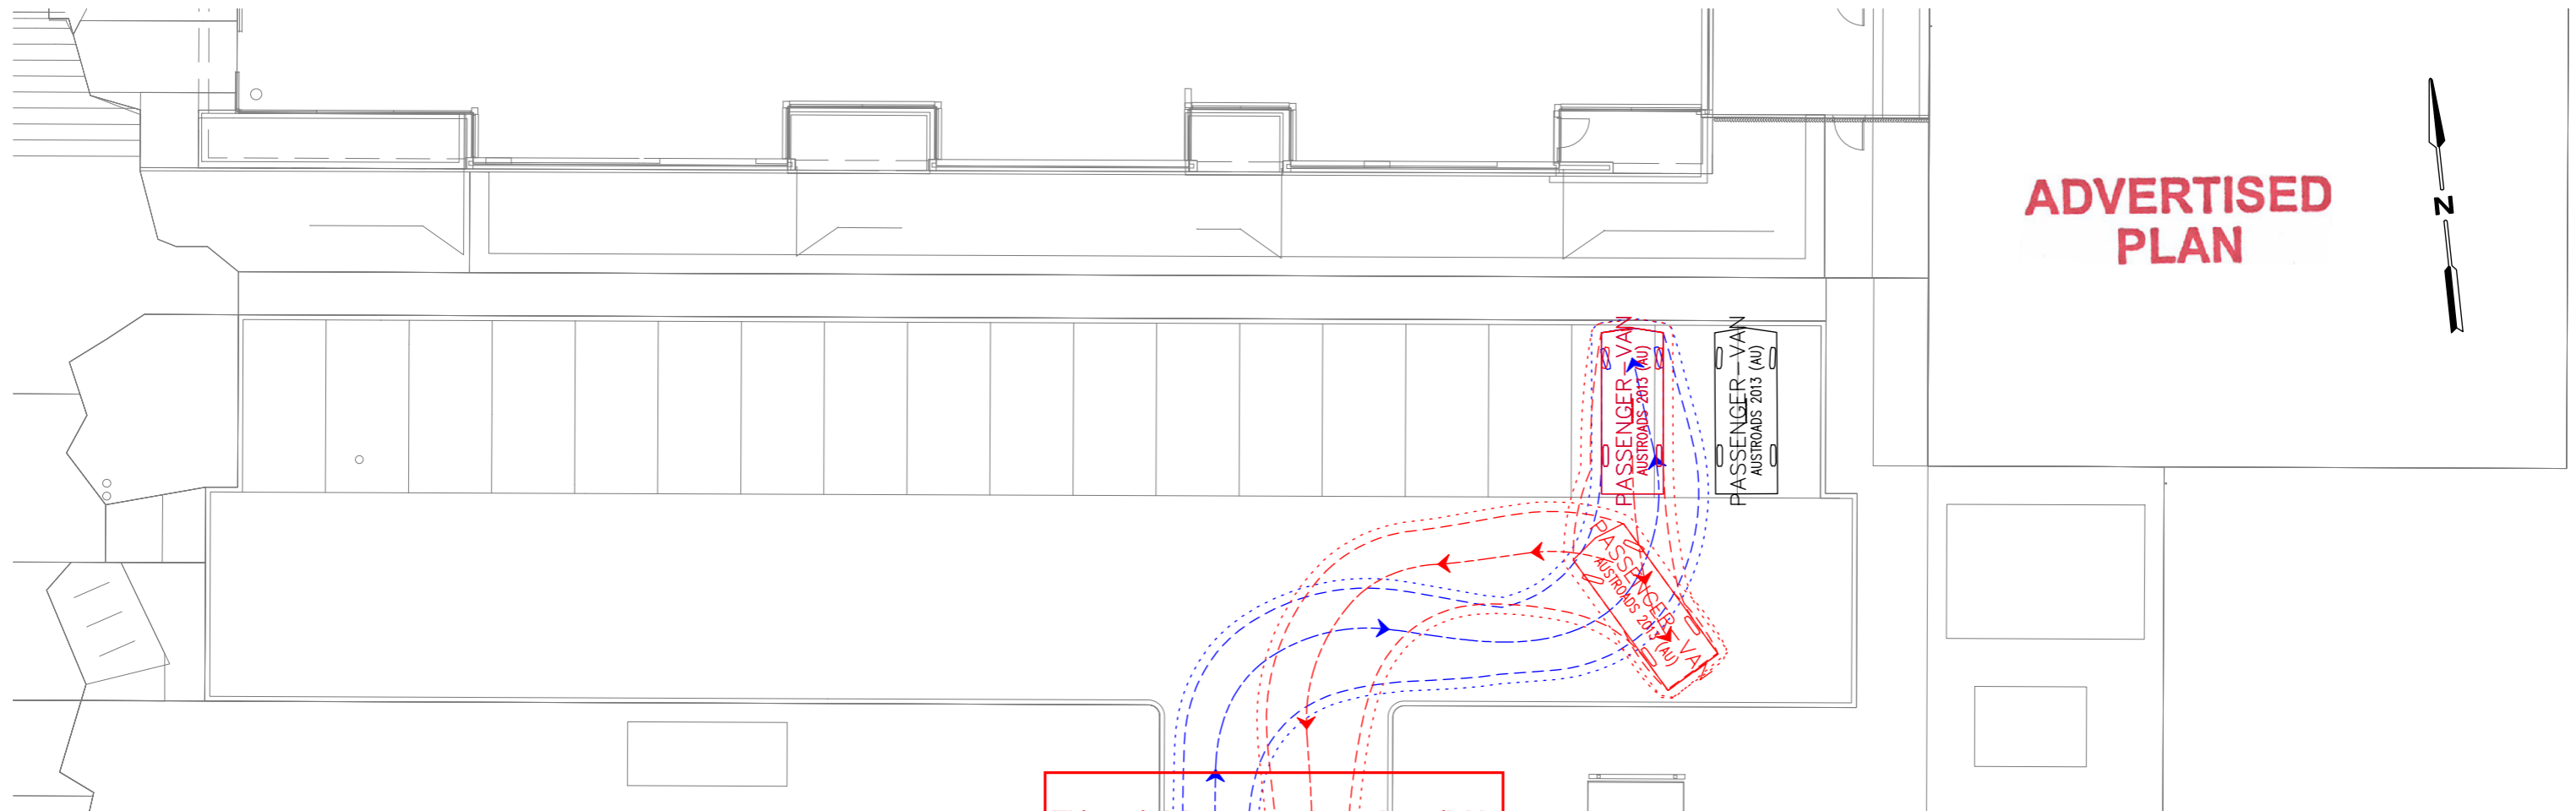 ADVERTISED
PLAN
N
PASSENGER VAN
AUSTROADS 2013 (AU)
PASSENGER VAN
AUSTROADS 2013 (AU)
PASSENGER VAN
AUSTROADS 2013 (AU)